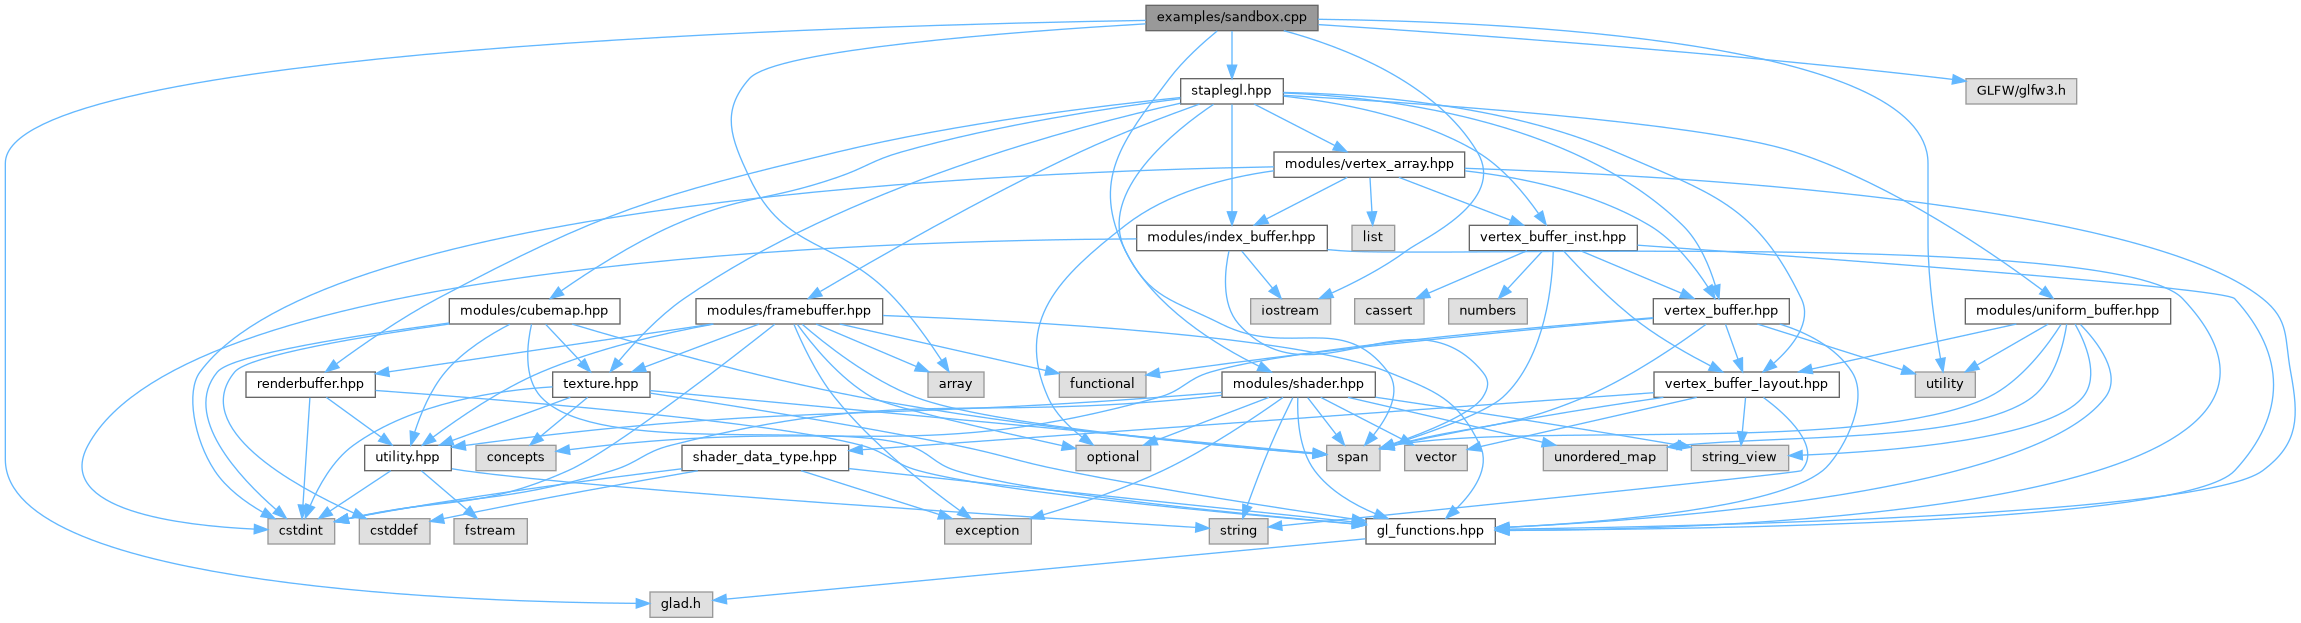 examples/sandbox.cpp
staplegl.hpp
GLFW/glfw3.h
modules/vertex_array.hpp
modules/index_buffer.hpp
list
vertex_buffer_inst.hpp
modules/cubemap.hpp
modules/framebuffer.hpp
iostream
cassert
numbers
vertex_buffer.hpp
modules/uniform_buffer.hpp
renderbuffer.hpp
texture.hpp
array
functional
modules/shader.hpp
vertex_buffer_layout.hpp
utility
utility.hpp
concepts
shader_data_type.hpp
optional
span
vector
unordered_map
string_view
cstdint
cstddef
fstream
exception
string
gl_functions.hpp
glad.h